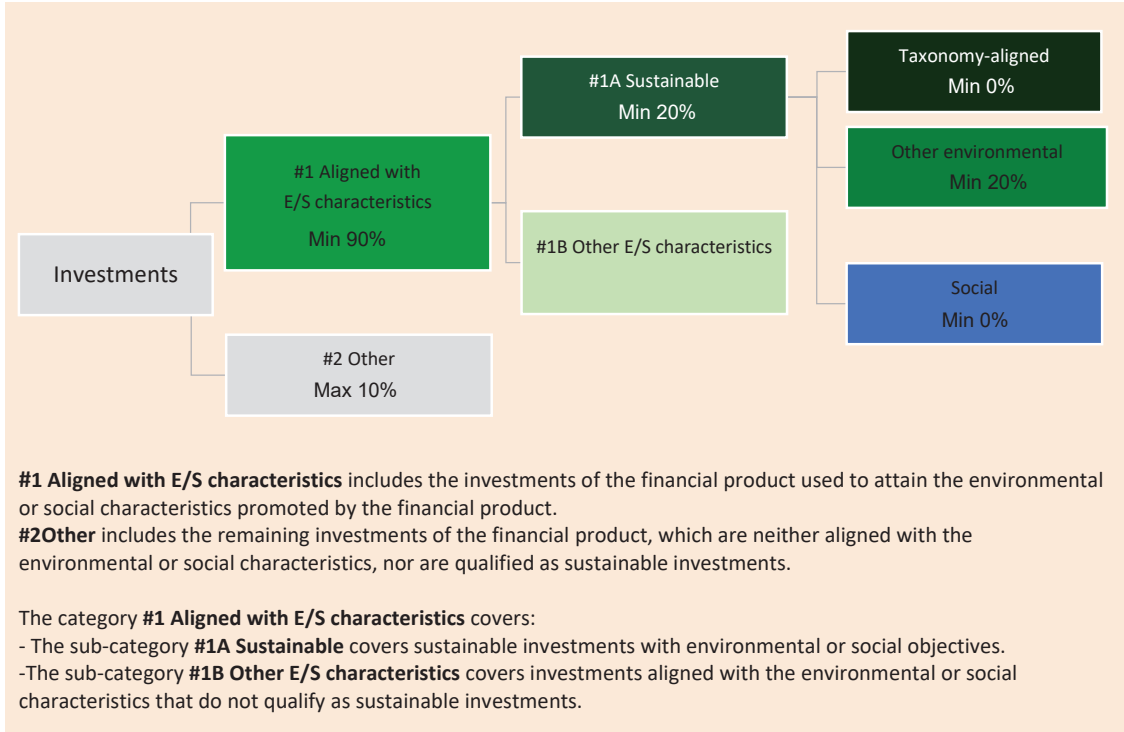 Taxonomy-aligned
Min 0%
#1A Sustainable
Min 20%
Other environmental
Min 20%
#1 Aligned with
E/S characteristics
Min 90%
#1B Other E/S characteristics
Investments
Social
Min 0%
#2 Other
Max 10%
#1 Aligned with E/S characteristics includes the investments of the financial product used to attain the environmental
or social characteristics promoted by the financial product.
#2Other includes the remaining investments of the financial product, which are neither aligned with the
environmental or social characteristics, nor are qualified as sustainable investments.
The category #1 Aligned with E/S characteristics covers:
- The sub-category #1A Sustainable covers sustainable investments with environmental or social objectives.
-The sub-category #1B Other E/S characteristics covers investments aligned with the environmental or social
characteristics that do not qualify as sustainable investments.